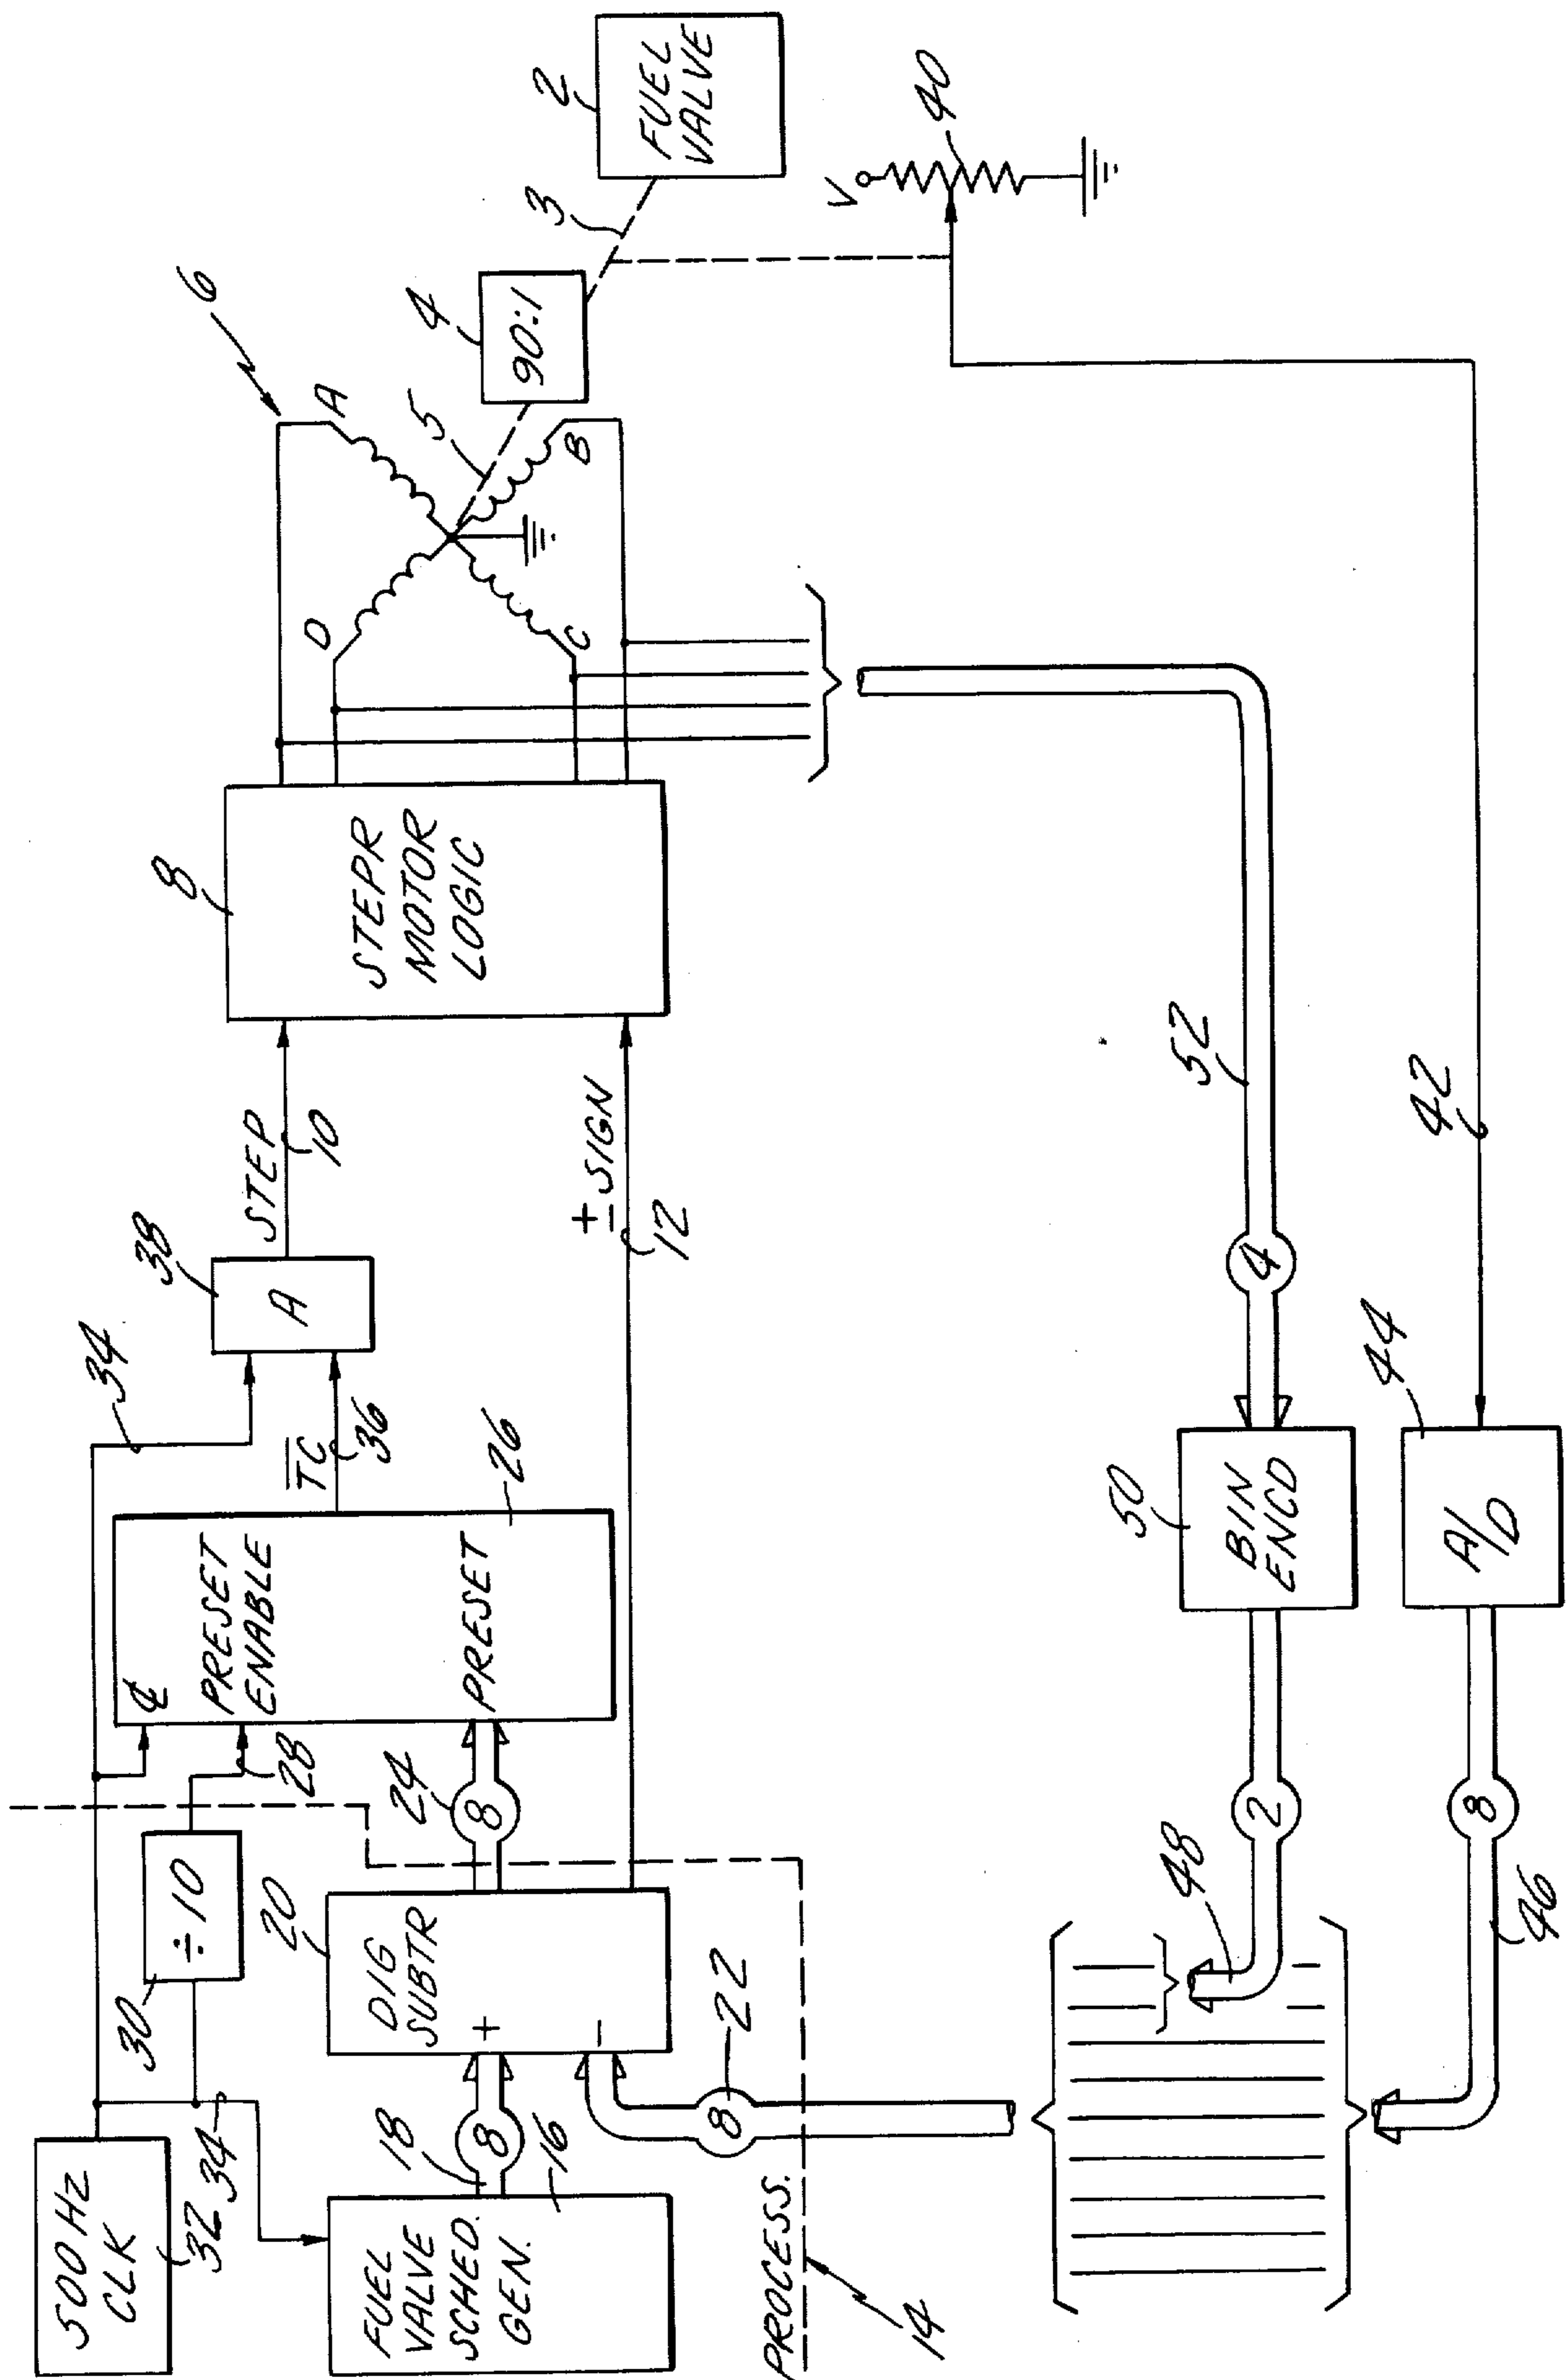 500 HZ
CLK
32
34
30
÷ 10
28
¢
PRESET
ENABLE
PRESET
26
TC
36
34
38
A
STEP
10
8
STEPR
MOTOR
LOGIC
± SIGN
12
6
A
D
B
C
5
4
90:1
3
2
FUEL
VALVE
V
40
FUEL
VALVE
SCHED.
GEN.
16
18
8
20
DIG
SUBTR
+
-
24
8
8
22
PROCESS.
14
48
2
50
BIN
ENCD
4
52
46
8
44
A/D
42